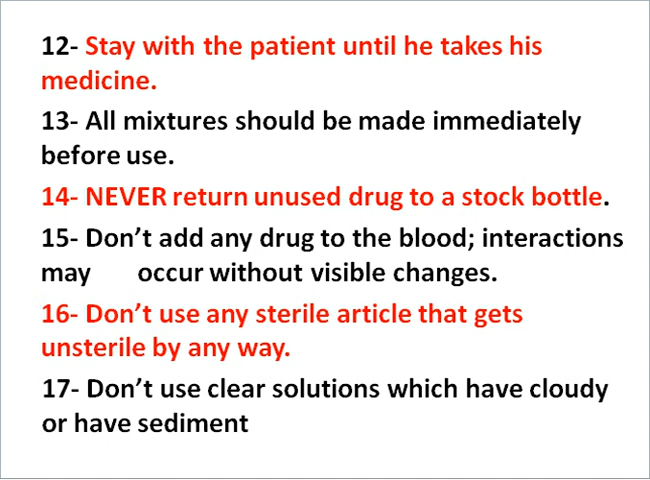 12- Stay with the patient until he takes his
medicine.
13- All mixtures should be made immediately
before use.
14- NEVER return unused drug to a stock bottle.
15- Don’t add any drug to the blood; interactions
may occur without visible changes.
16- Don’t use any sterile article that gets
unsterile by any way.
17- Don’t use clear solutions which have cloudy
or have sediment